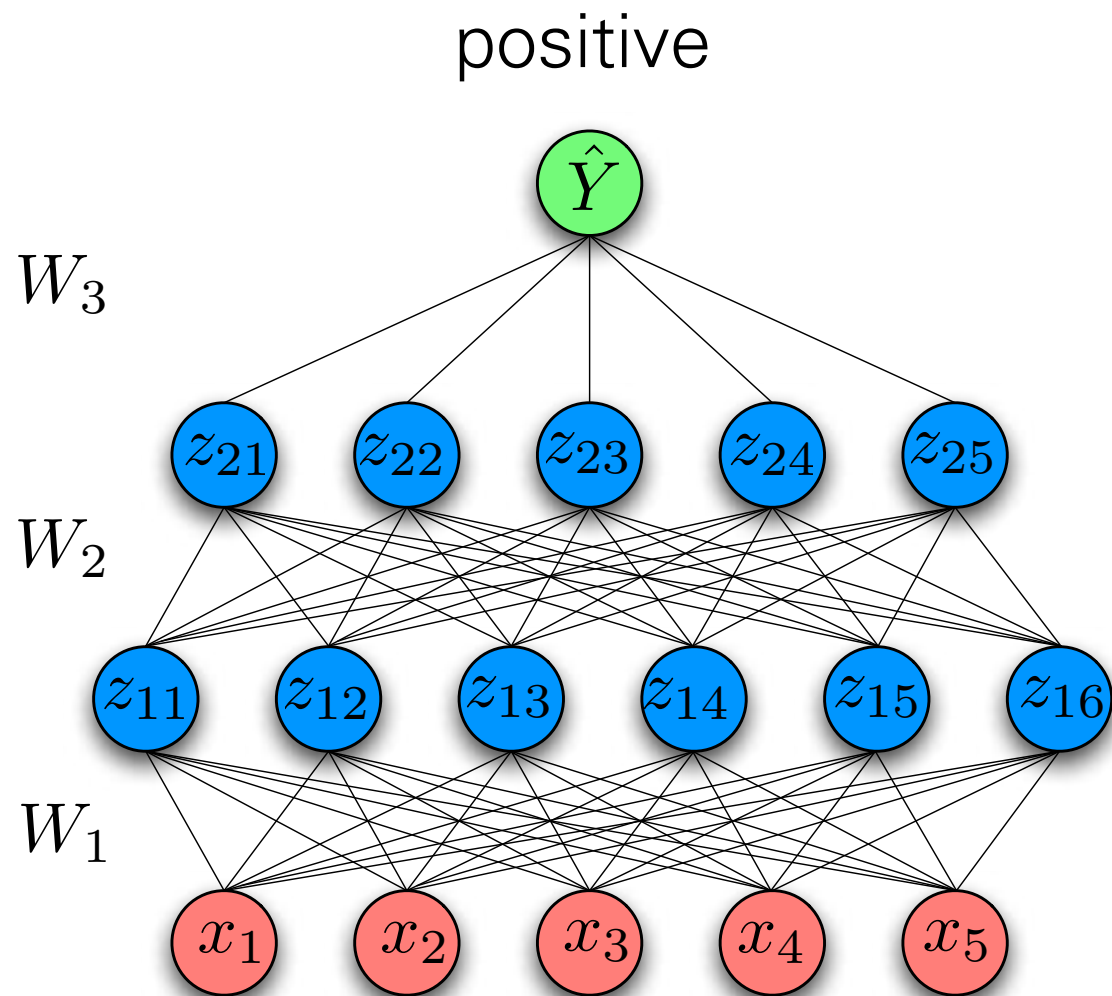 positive
Ŷ
W₃
z₂₁ z₂₂ z₂₃ z₂₄ z₂₅
W₂
z₁₁ z₁₂ z₁₃ z₁₄ z₁₅ z₁₆
W₁
x₁ x₂ x₃ x₄ x₅